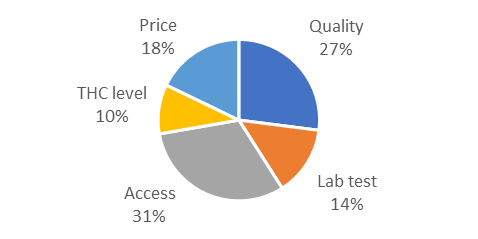 Price
18%
Quality
27%
THC level
10%
Lab test
14%
Access
31%